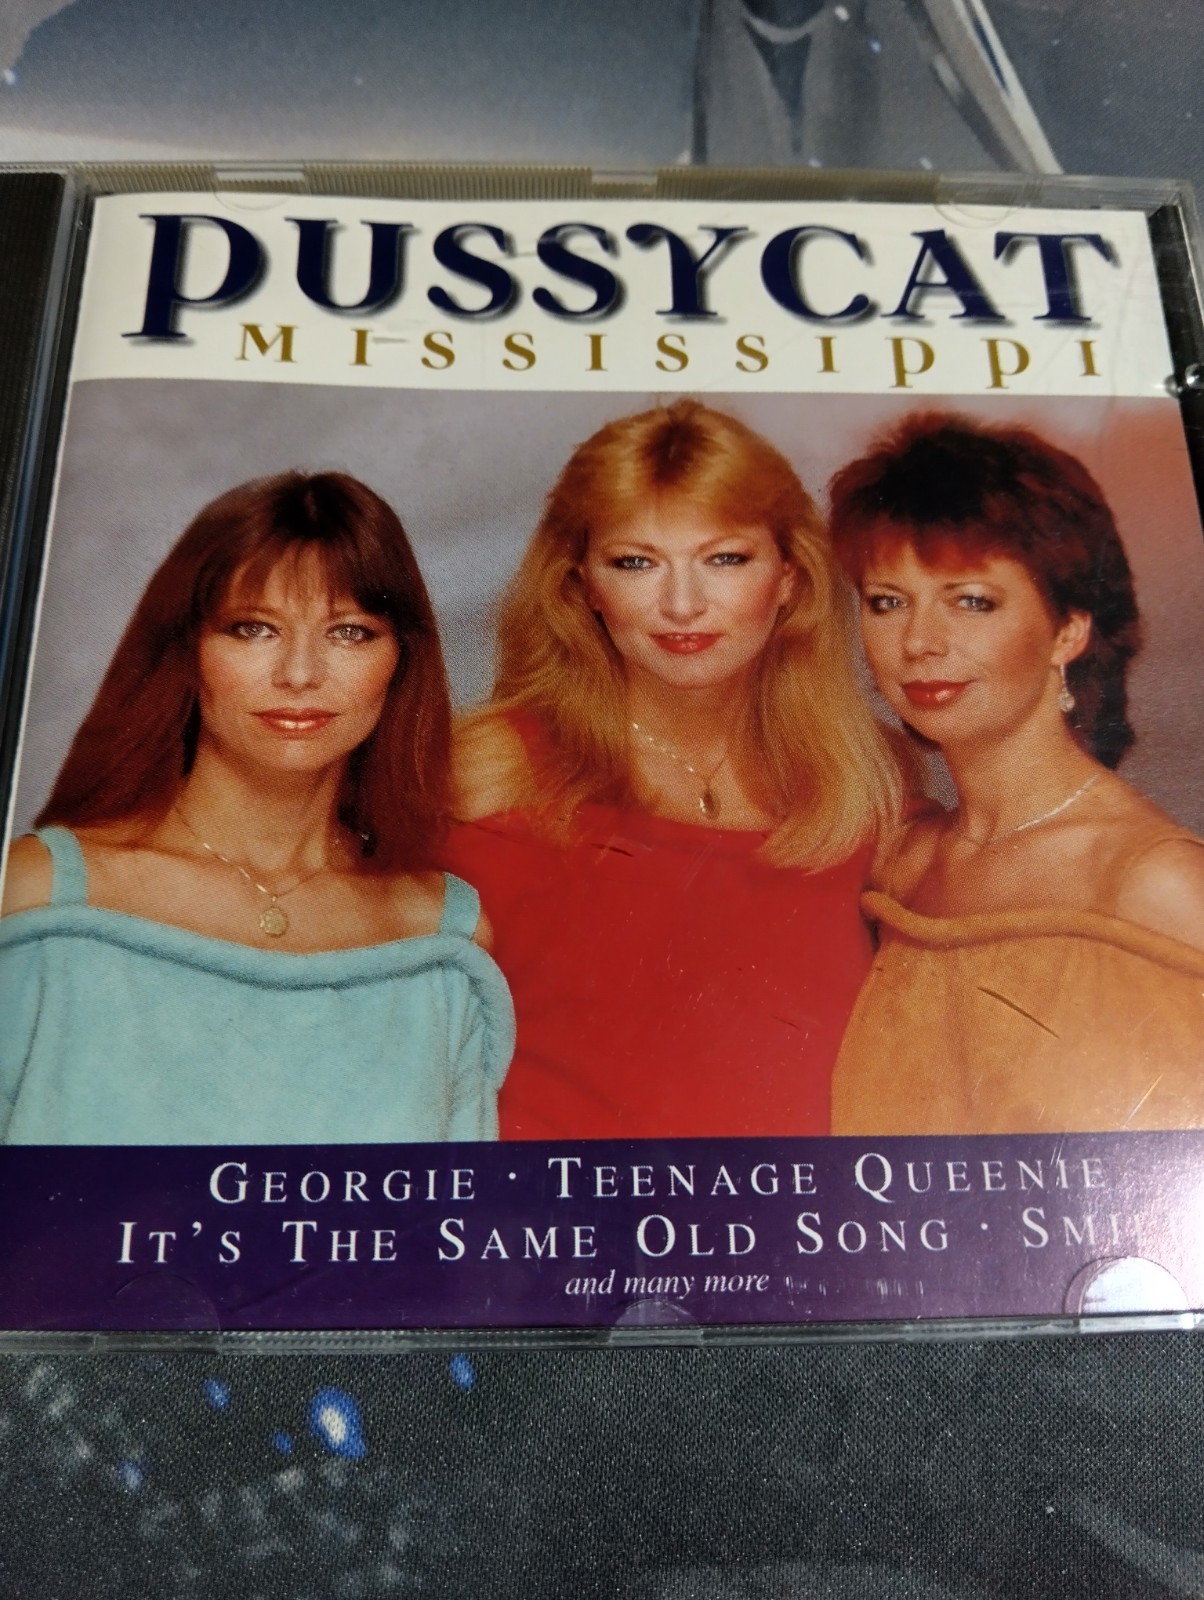 PUSSYCAT
MISSISSIPPI
GEORGIE · TEENAGE QUEENIE
IT'S THE SAME OLD SONG ·
and many more